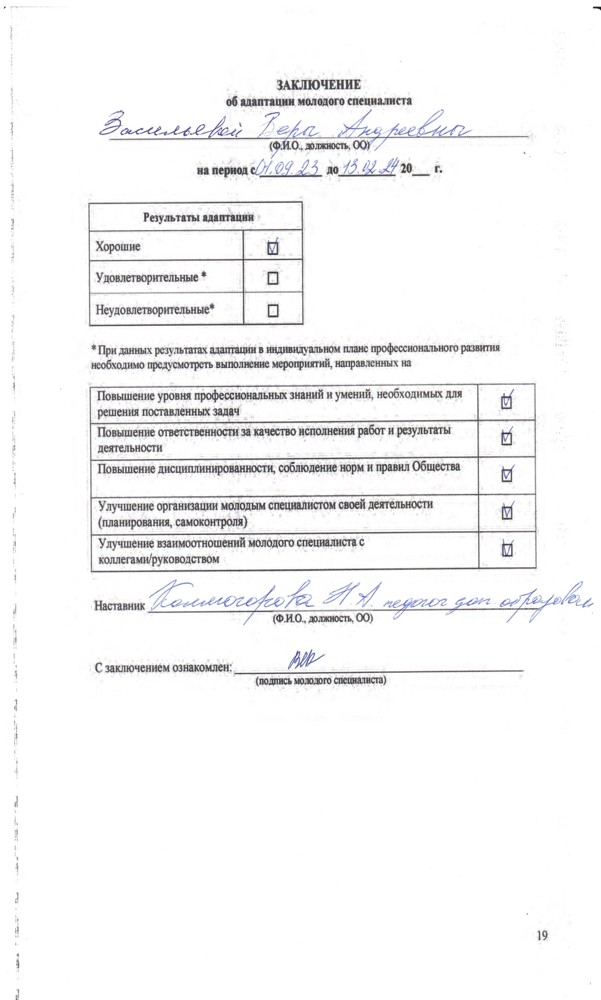 ЗАКЛЮЧЕНИЕ
об адаптации молодого специалиста
Васильевой Веры Андреевны
(Ф.И.О., должность, ОО)
на период с 01.09.23 до 13.02.24 20___ г.
Результаты адаптации
Хорошие
Удовлетворительные *
Неудовлетворительные*
* При данных результатах адаптации в индивидуальном плане профессионального развития
необходимо предусмотреть выполнение мероприятий, направленных на
Повышение уровня профессиональных знаний и умений, необходимых для
решения поставленных задач
Повышение ответственности за качество исполнения работ и результаты
деятельности
Повышение дисциплинированности, соблюдение норм и правил Общества
Улучшение организации молодым специалистом своей деятельности
(планирования, самоконтроля)
Улучшение взаимоотношений молодого специалиста с
коллегами/руководством
Наставник Колмогорова Н.А. педагог доп образован
(Ф.И.О., должность, ОО)
С заключением ознакомлен:
(подпись молодого специалиста)
19